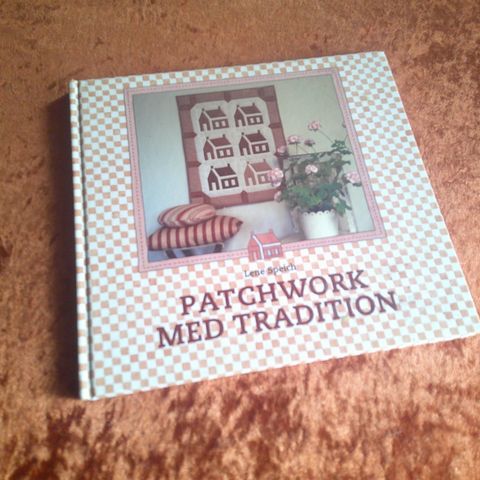 Lene Speich
PATCHWORK
MED TRADITION